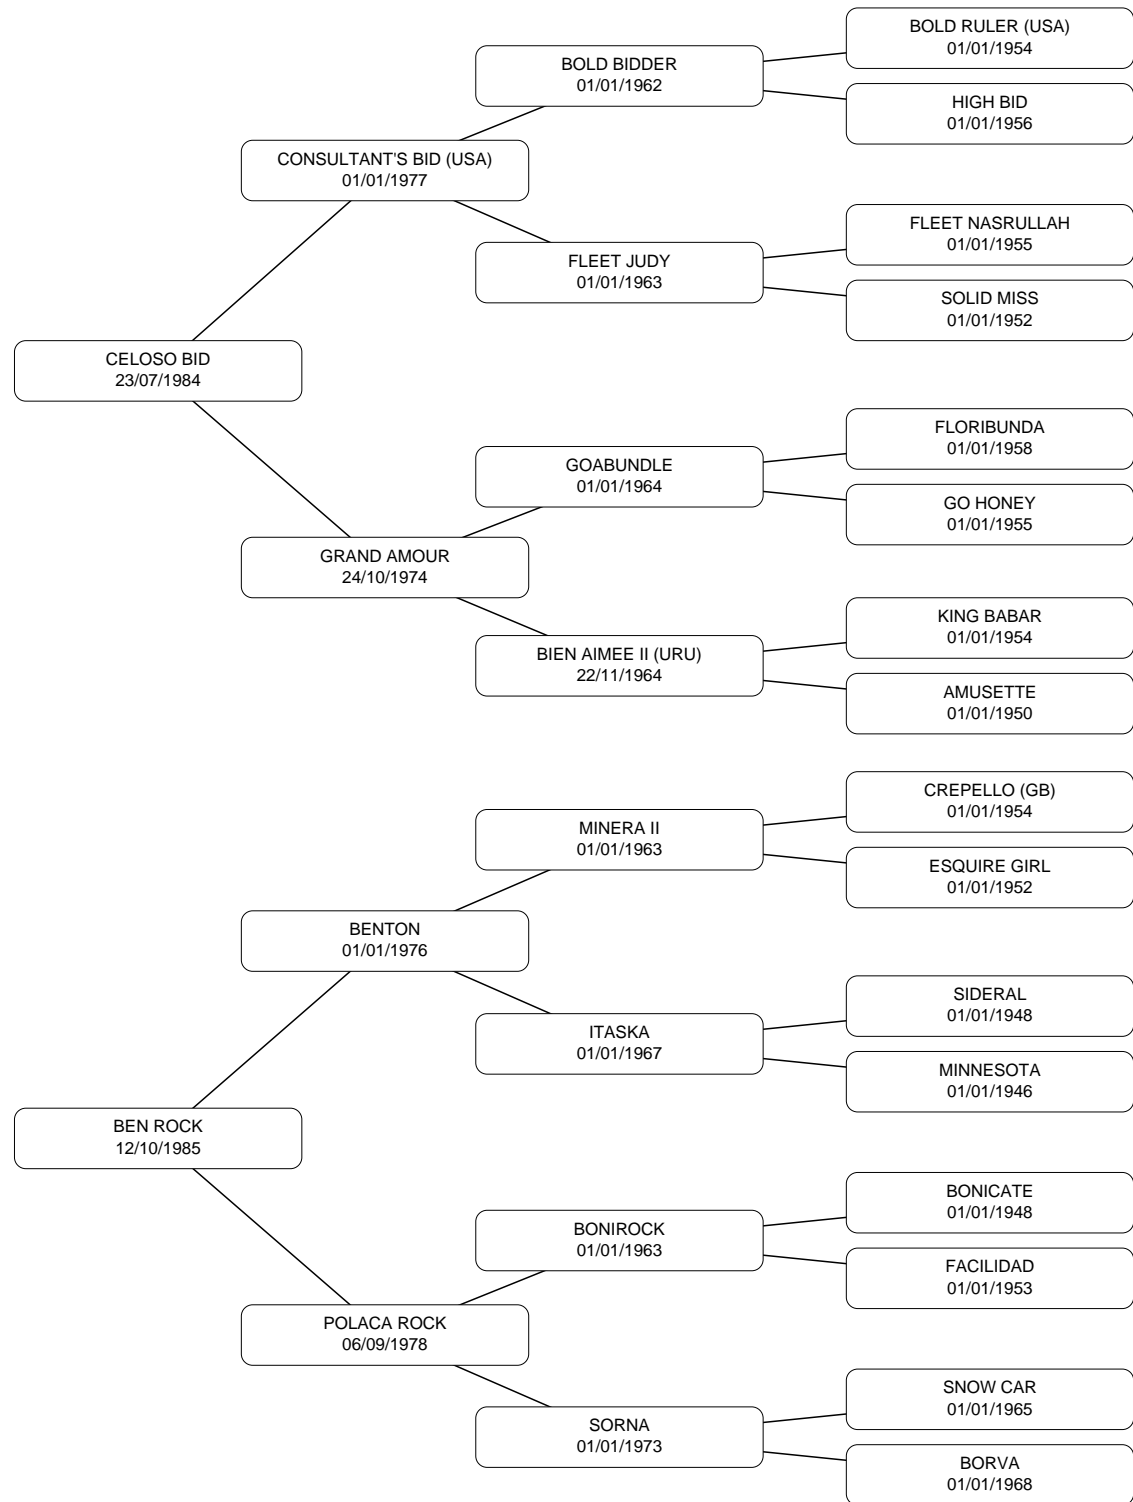 BOLD RULER (USA)
01/01/1954
BOLD BIDDER
01/01/1962
HIGH BID
01/01/1956
CONSULTANT'S BID (USA)
01/01/1977
FLEET NASRULLAH
01/01/1955
FLEET JUDY
01/01/1963
SOLID MISS
01/01/1952
CELOSO BID
23/07/1984
FLORIBUNDA
01/01/1958
GOABUNDLE
01/01/1964
GO HONEY
01/01/1955
GRAND AMOUR
24/10/1974
KING BABAR
01/01/1954
BIEN AIMEE II (URU)
22/11/1964
AMUSETTE
01/01/1950
CREPELLO (GB)
01/01/1954
MINERA II
01/01/1963
ESQUIRE GIRL
01/01/1952
BENTON
01/01/1976
SIDERAL
01/01/1948
ITASKA
01/01/1967
MINNESOTA
01/01/1946
BEN ROCK
12/10/1985
BONICATE
01/01/1948
BONIROCK
01/01/1963
FACILIDAD
01/01/1953
POLACA ROCK
06/09/1978
SNOW CAR
01/01/1965
SORNA
01/01/1973
BORVA
01/01/1968